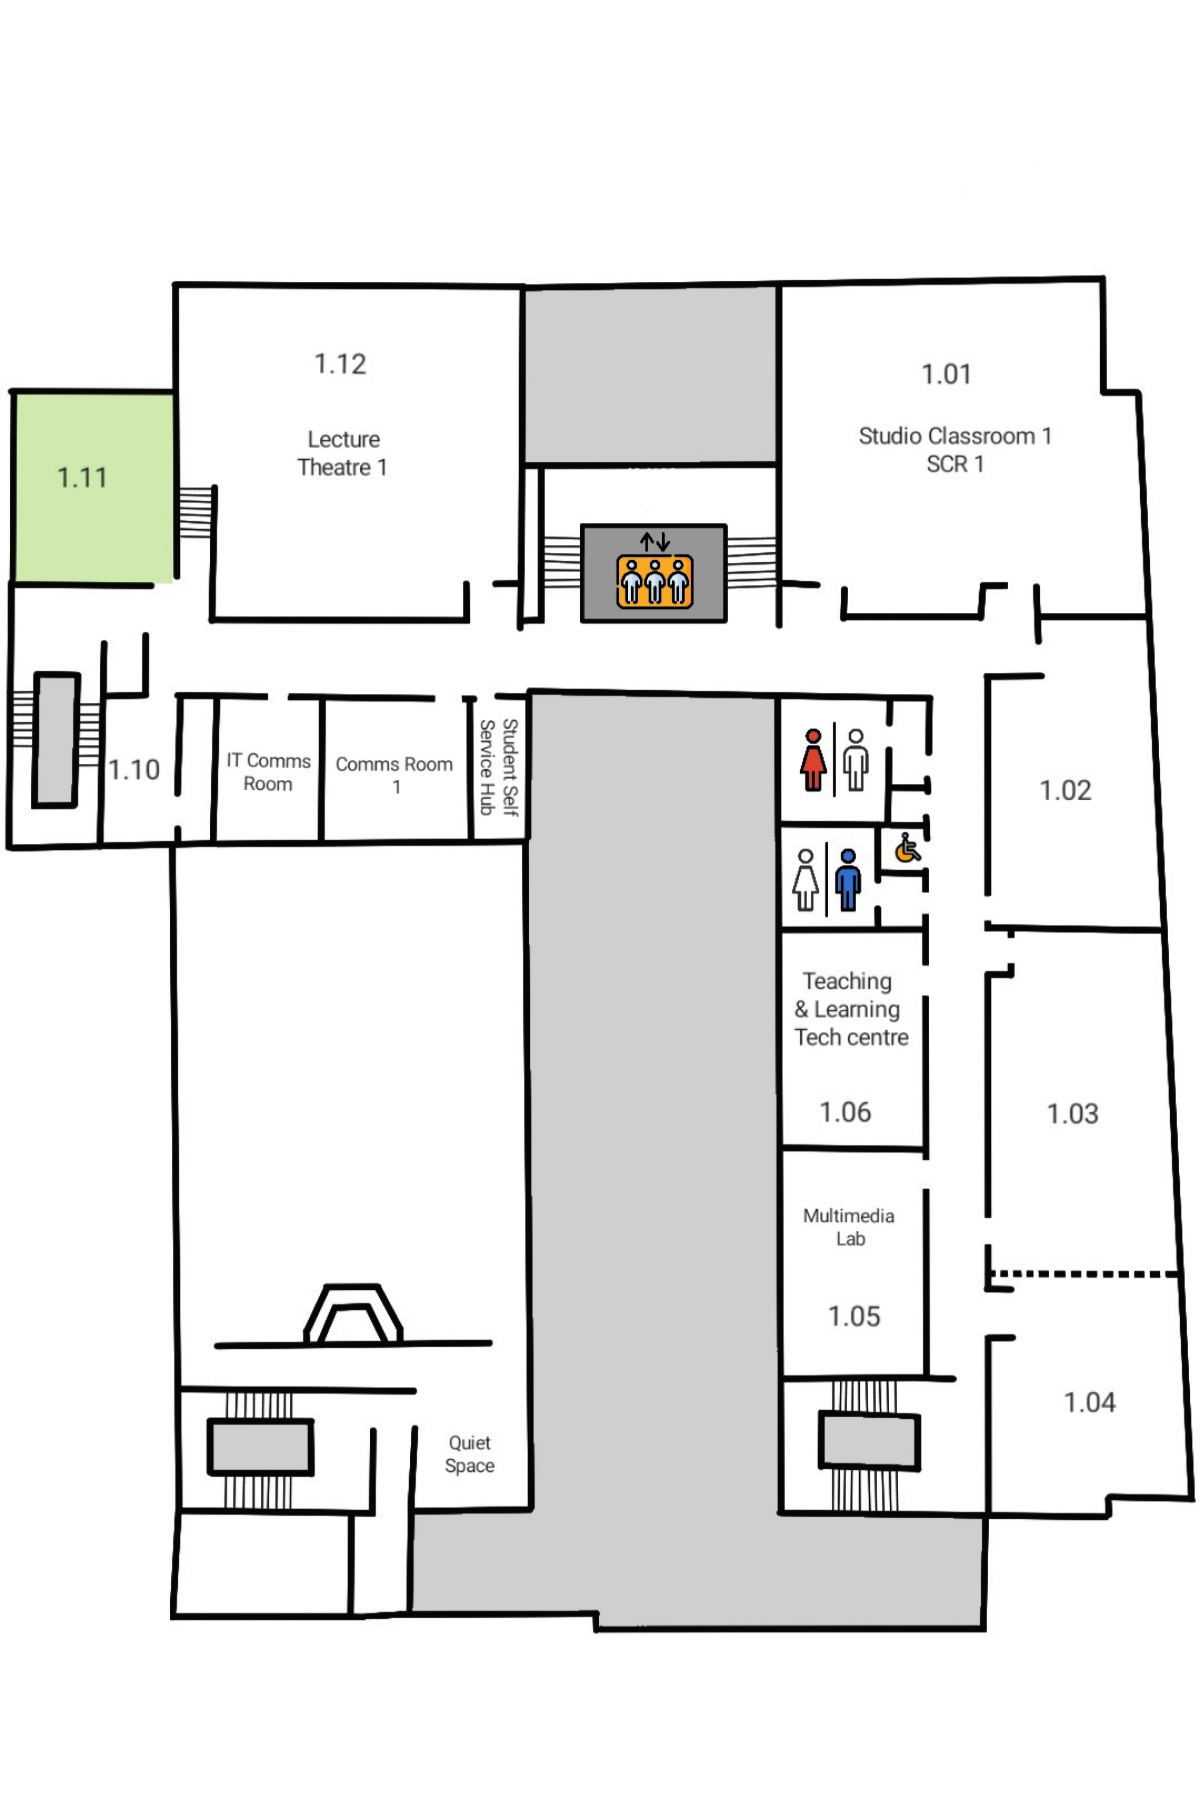 1.12
Lecture
Theatre 1
1.01
Studio Classroom 1
SCR 1
1.11
1.10
IT Comms
Room
Comms Room
1
Student Self
Service Hub
1.02
Teaching
& Learning
Tech centre
1.06
1.03
Multimedia
Lab
1.05
1.04
Quiet
Space